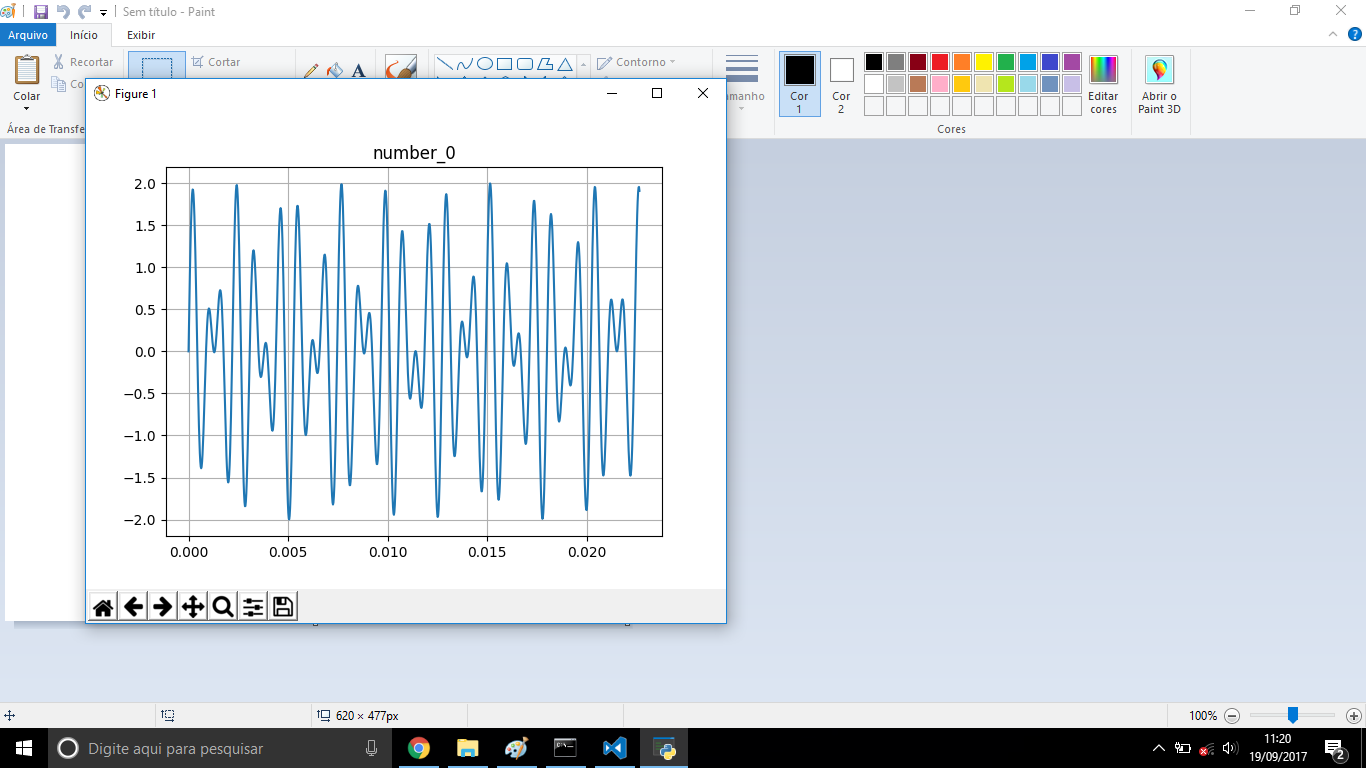 Sem título - Paint
Arquivo Início Exibir
Colar
Recortar
Co
Cortar
Contorno
manho
Cor 1
Cor 2
Editar cores
Abrir o Paint 3D
Área de Transfe
Cores
Figure 1
number_0
2.0
1.5
1.0
0.5
0.0
−0.5
−1.0
−1.5
−2.0
0.000 0.005 0.010 0.015 0.020
620 × 477px
100%
Digite aqui para pesquisar
11:20
19/09/2017
2